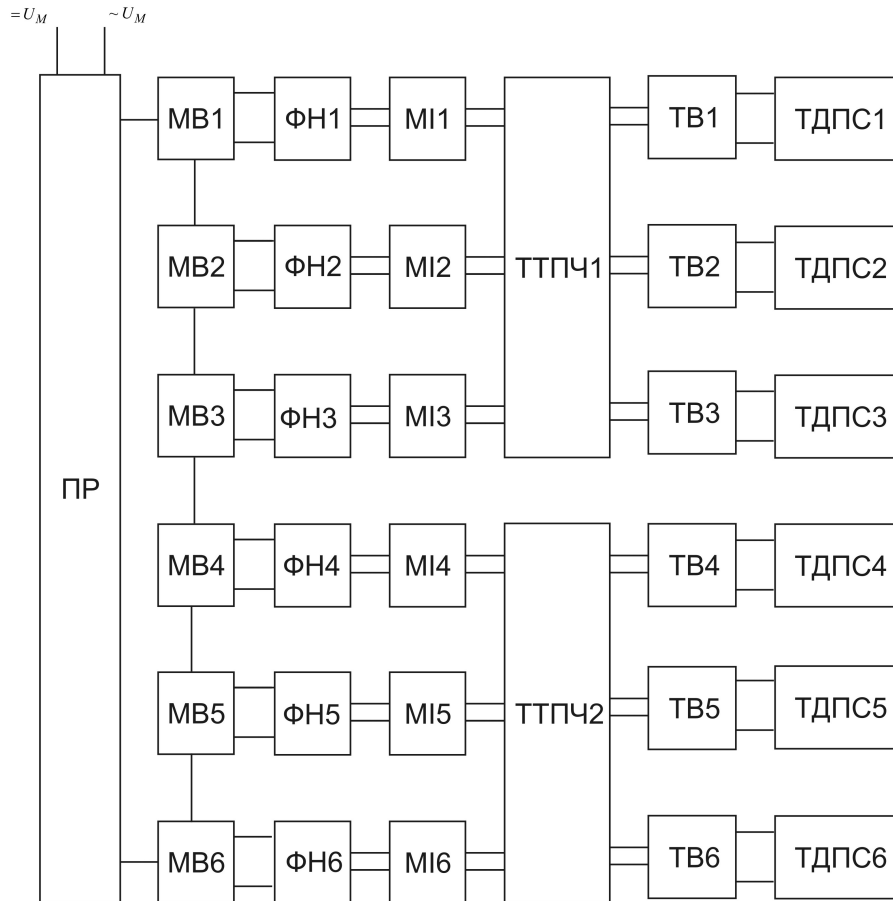 =U_M ~U_M
МВ1 ФН1 МІ1 ТВ1 ТДПС1
МВ2 ФН2 МІ2 ТТПЧ1 ТВ2 ТДПС2
МВ3 ФН3 МІ3 ТВ3 ТДПС3
ПР
МВ4 ФН4 МІ4 ТВ4 ТДПС4
МВ5 ФН5 МІ5 ТТПЧ2 ТВ5 ТДПС5
МВ6 ФН6 МІ6 ТВ6 ТДПС6